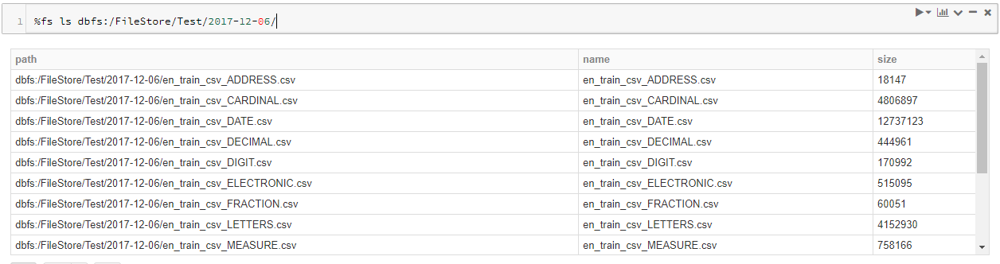 1 %fs ls dbfs:/FileStore/Test/2017-12-06/
path name size
dbfs:/FileStore/Test/2017-12-06/en_train_csv_ADDRESS.csv en_train_csv_ADDRESS.csv 18147
dbfs:/FileStore/Test/2017-12-06/en_train_csv_CARDINAL.csv en_train_csv_CARDINAL.csv 4806897
dbfs:/FileStore/Test/2017-12-06/en_train_csv_DATE.csv en_train_csv_DATE.csv 12737123
dbfs:/FileStore/Test/2017-12-06/en_train_csv_DECIMAL.csv en_train_csv_DECIMAL.csv 444961
dbfs:/FileStore/Test/2017-12-06/en_train_csv_DIGIT.csv en_train_csv_DIGIT.csv 170992
dbfs:/FileStore/Test/2017-12-06/en_train_csv_ELECTRONIC.csv en_train_csv_ELECTRONIC.csv 515095
dbfs:/FileStore/Test/2017-12-06/en_train_csv_FRACTION.csv en_train_csv_FRACTION.csv 60051
dbfs:/FileStore/Test/2017-12-06/en_train_csv_LETTERS.csv en_train_csv_LETTERS.csv 4152930
dbfs:/FileStore/Test/2017-12-06/en_train_csv_MEASURE.csv en_train_csv_MEASURE.csv 758166